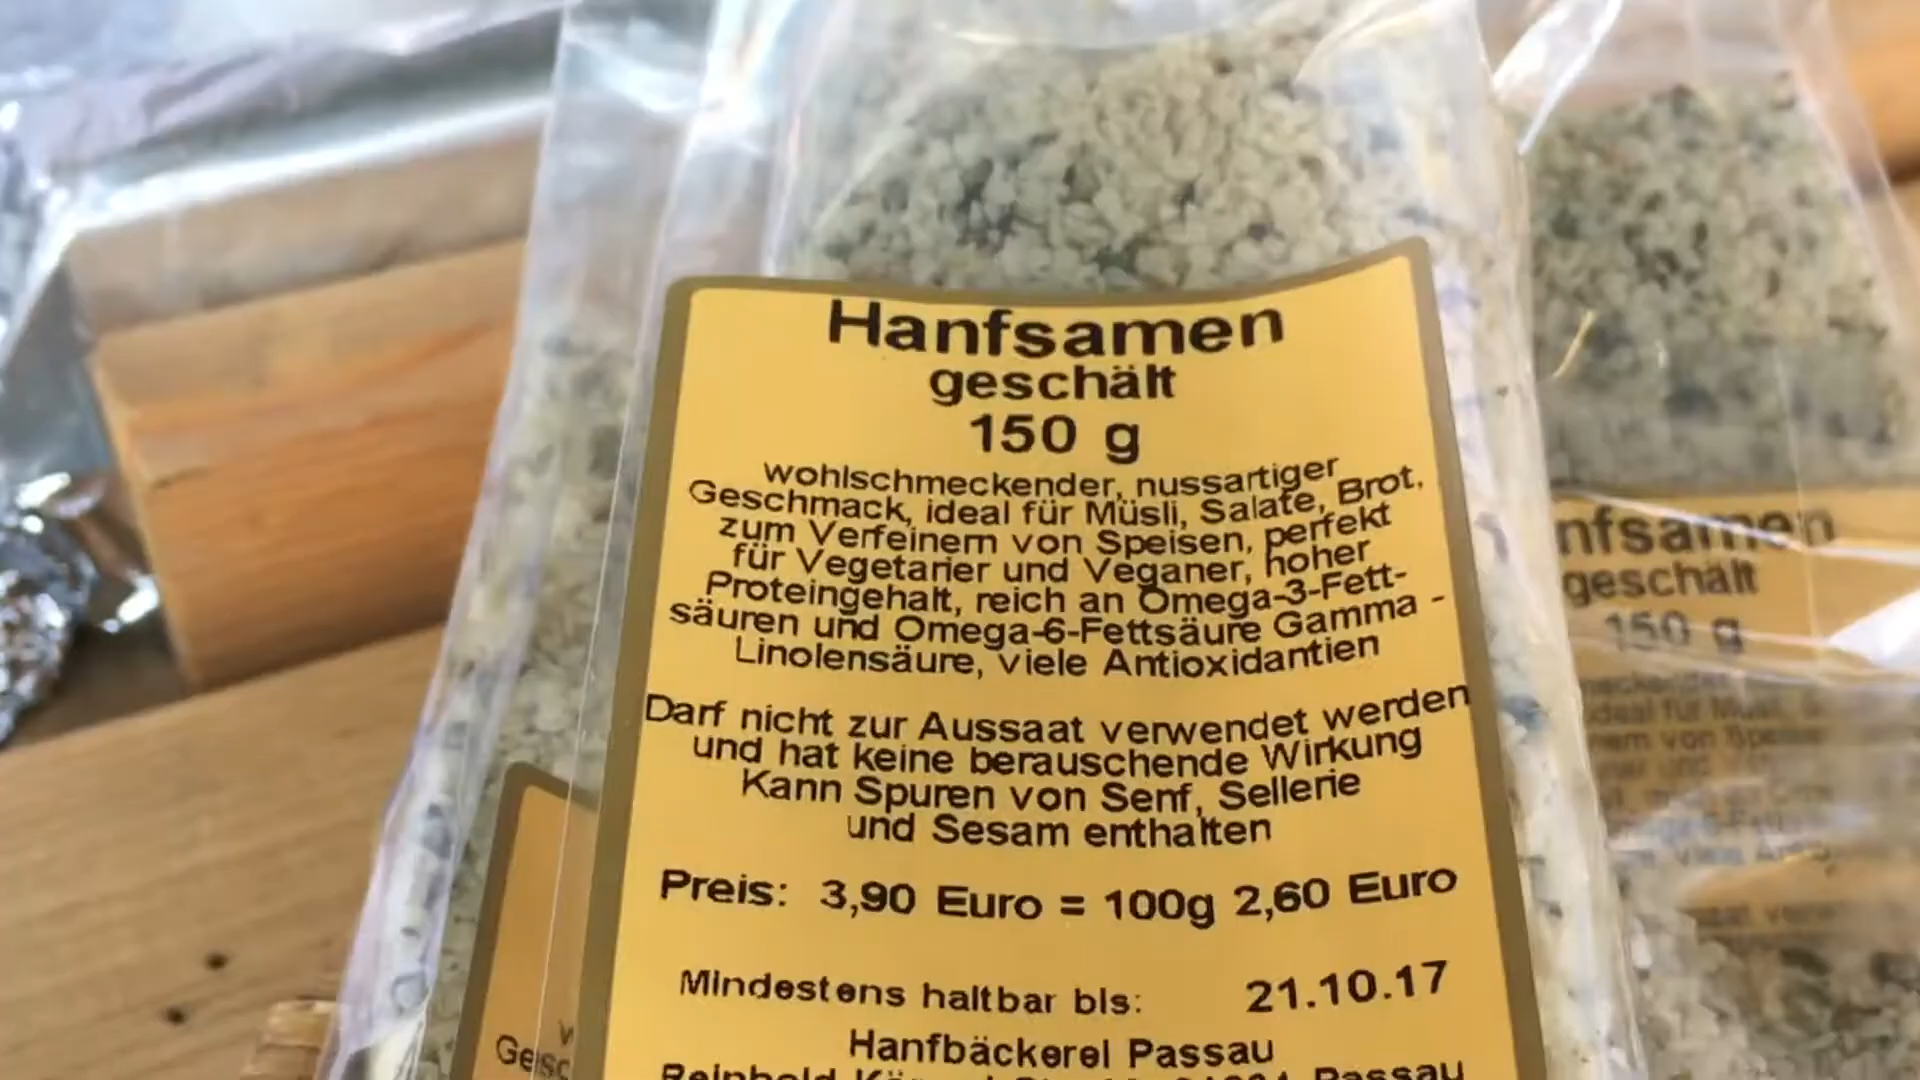 Hanfsamen
geschält
150 g
wohlschmeckender, nussartiger
Geschmack, ideal für Müsli, Salate, Brot,
zum Verfeinern von Speisen, perfekt
für Vegetarier und Veganer, hoher
Proteingehalt, reich an Omega-3-Fett-
säuren und Omega-6-Fettsäure Gamma -
Linolensäure, viele Antioxidantien
Darf nicht zur Aussaat verwendet werden
und hat keine berauschende Wirkung
Kann Spuren von Senf, Sellerie
und Sesam enthalten
Preis: 3,90 Euro = 100g 2,60 Euro
Mindestens haltbar bis: 21.10.17
Hanfbäckerei Passau
Reinhold Passau
nfsamen
geschält
150 g